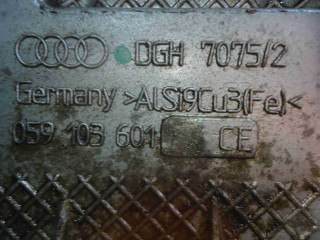 DGH 7075/2
Germany >AlSi9Cu3(Fe)<
059 103 601 CE